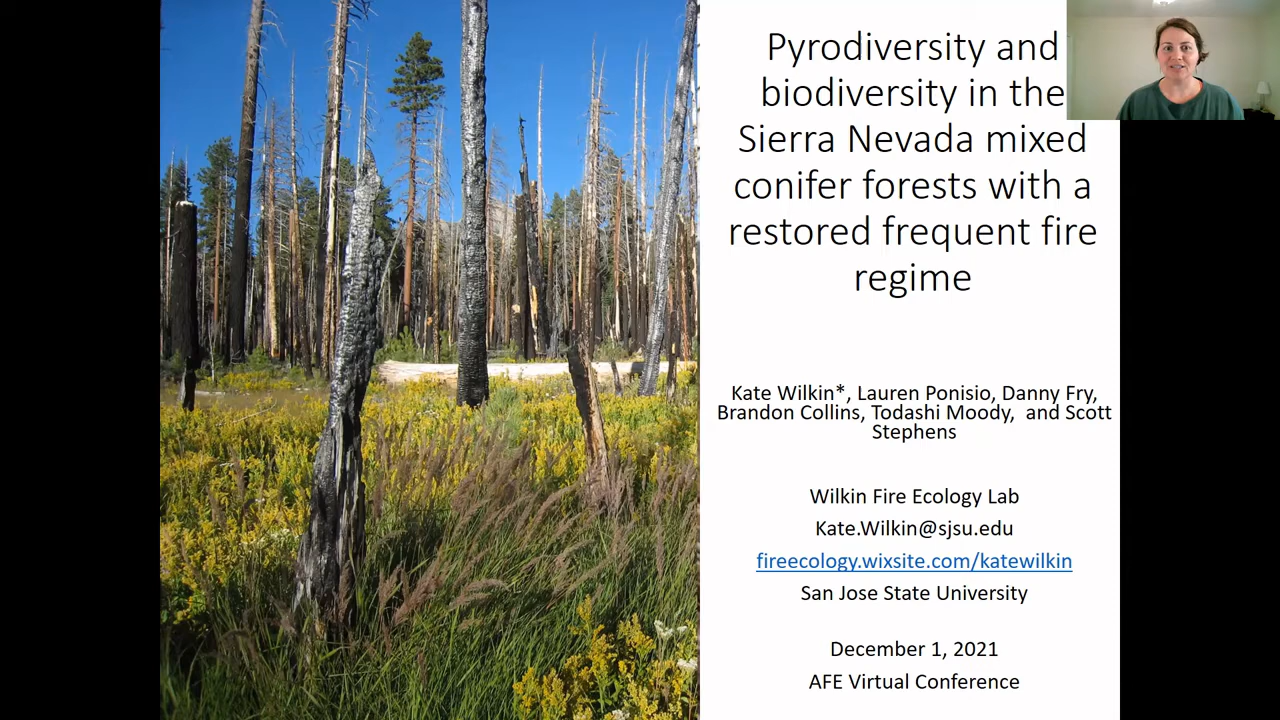 Pyrodiversity and
biodiversity in the
Sierra Nevada mixed
conifer forests with a
restored frequent fire
regime
Kate Wilkin*, Lauren Ponisio, Danny Fry,
Brandon Collins, Todashi Moody, and Scott
Stephens
Wilkin Fire Ecology Lab
Kate.Wilkin@sjsu.edu
fireecology.wixsite.com/katewilkin
San Jose State University
December 1, 2021
AFE Virtual Conference